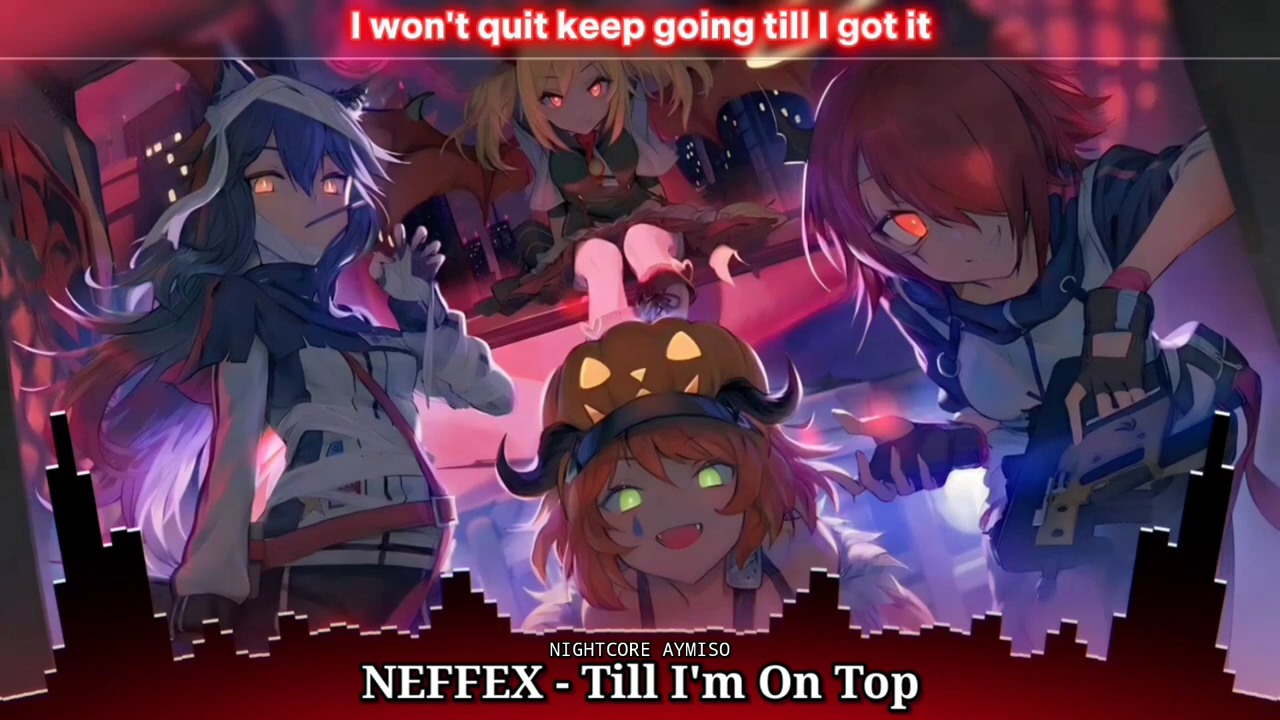 I won't quit keep going till I got it
NIGHTCORE AYMISO
NEFFEX - Till I'm On Top